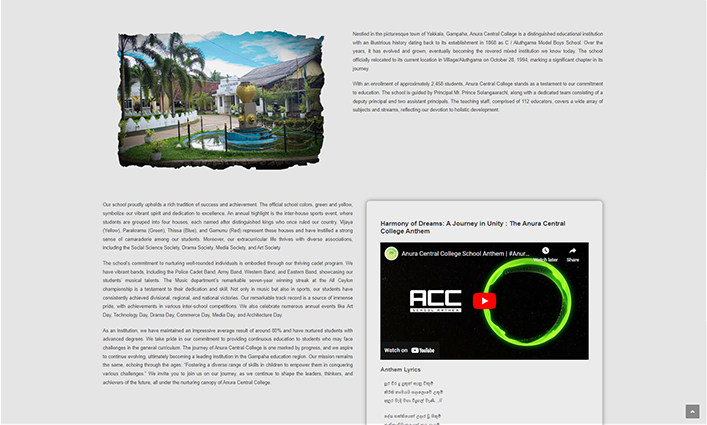 Nestled in the picturesque town of Yakkala, Gampaha, Anura Central College is a distinguished educational institution
with an illustrious history dating back to its establishment in 1868 as C / Aluthgama Model Boys School. Over the
years, it has evolved and grown, eventually becoming the revered mixed institution we know today. The school
officially relocated to its current location in Village/Aluthgama on October 28, 1994, marking a significant chapter in its
journey.
With an enrollment of approximately 2,458 students, Anura Central College stands as a testament to our commitment
to education. The school is guided by Principal Mr. Prince Salangaarachi, along with a dedicated team consisting of a
deputy principal and two assistant principals. The teaching staff, comprised of 112 educators, covers a wide array of
subjects and streams, reflecting our devotion to holistic development.
Our school proudly upholds a rich tradition of success and achievement. The official school colors, green and yellow,
symbolize our vibrant spirit and dedication to excellence. An annual highlight is the inter-house sports event, where
students are grouped into four houses, each named after distinguished kings who once ruled our country. Vijaya
(Yellow), Parakrama (Green), Thissa (Blue), and Gamunu (Red) represent these houses and have instilled a strong
sense of camaraderie among our students. Moreover, our extracurricular life thrives with diverse associations,
including the Social Science Society, Drama Society, Media Society, and Art Society.
The school's commitment to nurturing well-rounded individuals is embodied through our thriving cadet program. We
have vibrant bands, including the Police Cadet Band, Army Band, Western Band, and Eastern Band, showcasing our
students' musical talents. The Music department's remarkable seven-year winning streak at the All Ceylon
championship is a testament to their dedication and skill. Not only in music but also in sports, our students have
consistently achieved divisional, regional, and national victories. Our remarkable track record is a source of immense
pride, with achievements in various inter-school competitions. We also celebrate numerous annual events like Art
Day, Technology Day, Drama Day, Commerce Day, Media Day, and Architecture Day.
As an institution, we have maintained an impressive average result of around 80% and have nurtured students with
advanced degrees. We take pride in our commitment to providing continuous education to students who may face
challenges in the general curriculum. The journey of Anura Central College is one marked by progress, and we aspire
to continue evolving, ultimately becoming a leading institution in the Gampaha education region. Our mission remains
the same, echoing through the ages: "Fostering a diverse range of skills in children to empower them in conquering
various challenges." We invite you to join us on our journey, as we continue to shape the leaders, thinkers, and
achievers of the future, all under the nurturing canopy of Anura Central College.
Harmony of Dreams: A Journey in Unity : The Anura Central
College Anthem
Anura Central College School Anthem | #Anur...
Watch later
Share
ACC
SCHOOL ANTHEM
Watch on YouTube
Anthem Lyrics